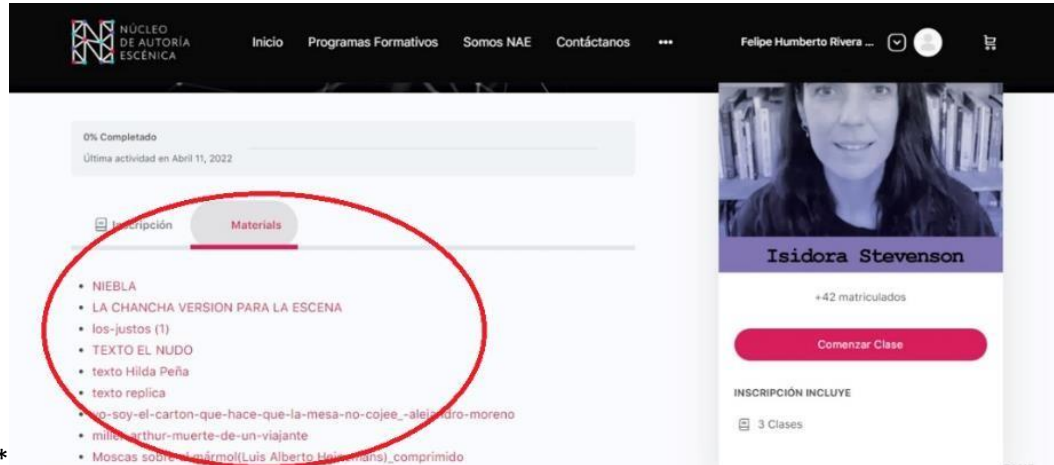 NÚCLEO
DE AUTORÍA
ESCÉNICA
Inicio Programas Formativos Somos NAE Contáctanos ••• Felipe Humberto Rivera ...
0% Completado
Última actividad en Abril 11, 2022
Inscripción Materials
• NIEBLA
• LA CHANCHA VERSION PARA LA ESCENA
• los-justos (1)
• TEXTO EL NUDO
• texto Hilda Peña
• texto replica
• yo-soy-el-carton-que-hace-que-la-mesa-no-cojee_-alejandro-moreno
• miller-arthur-muerte-de-un-viajante
• Moscas sobre el mármol(Luis Alberto Heiremans)_comprimido
*
Isidora Stevenson
+42 matriculados
Comenzar Clase
INSCRIPCIÓN INCLUYE
3 Clases